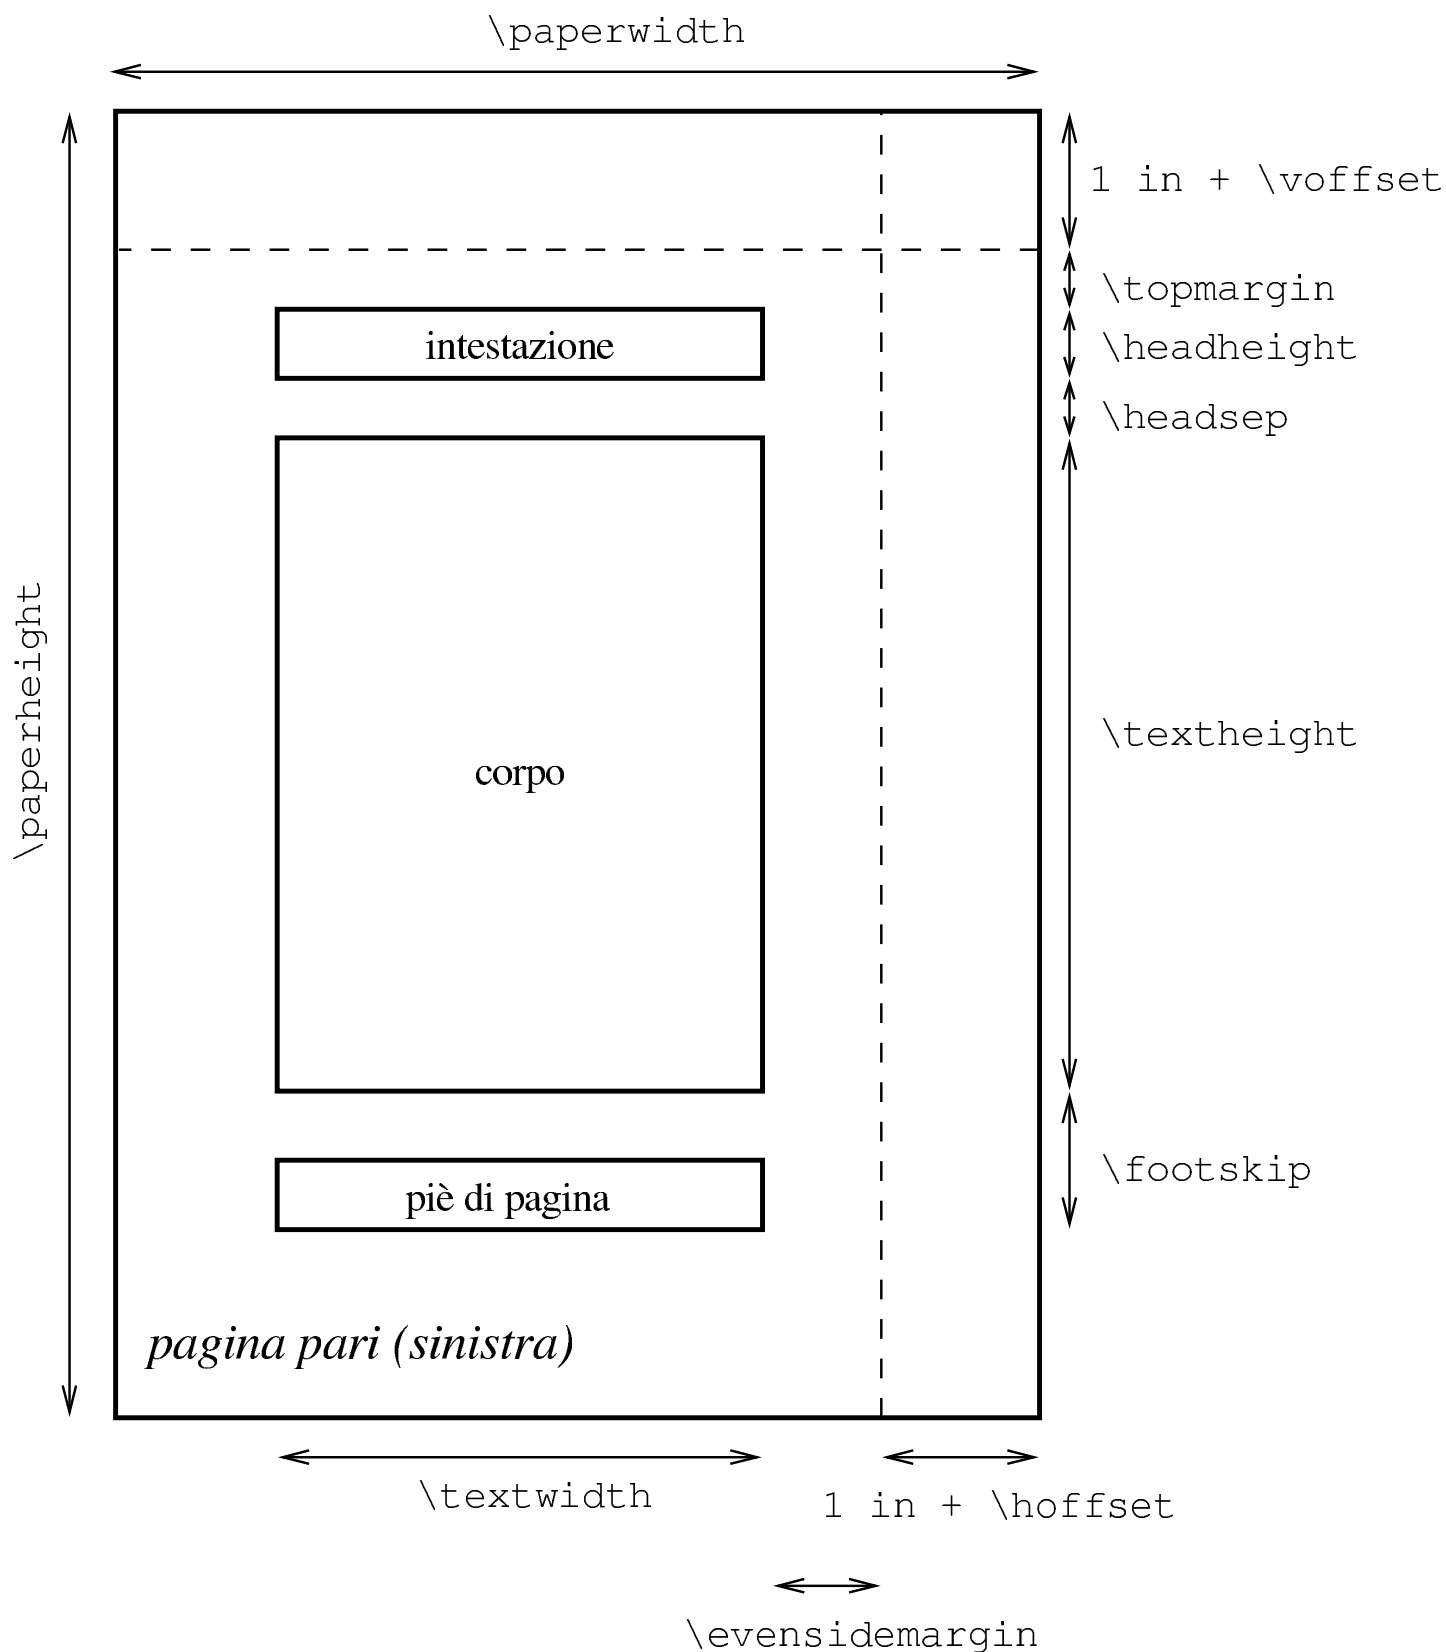 \paperwidth
1 in + \voffset
\topmargin
intestazione
\headheight
\headsep
\paperheight
\textheight
corpo
\footskip
piè di pagina
pagina pari (sinistra)
\textwidth
1 in + \hoffset
\evensidemargin